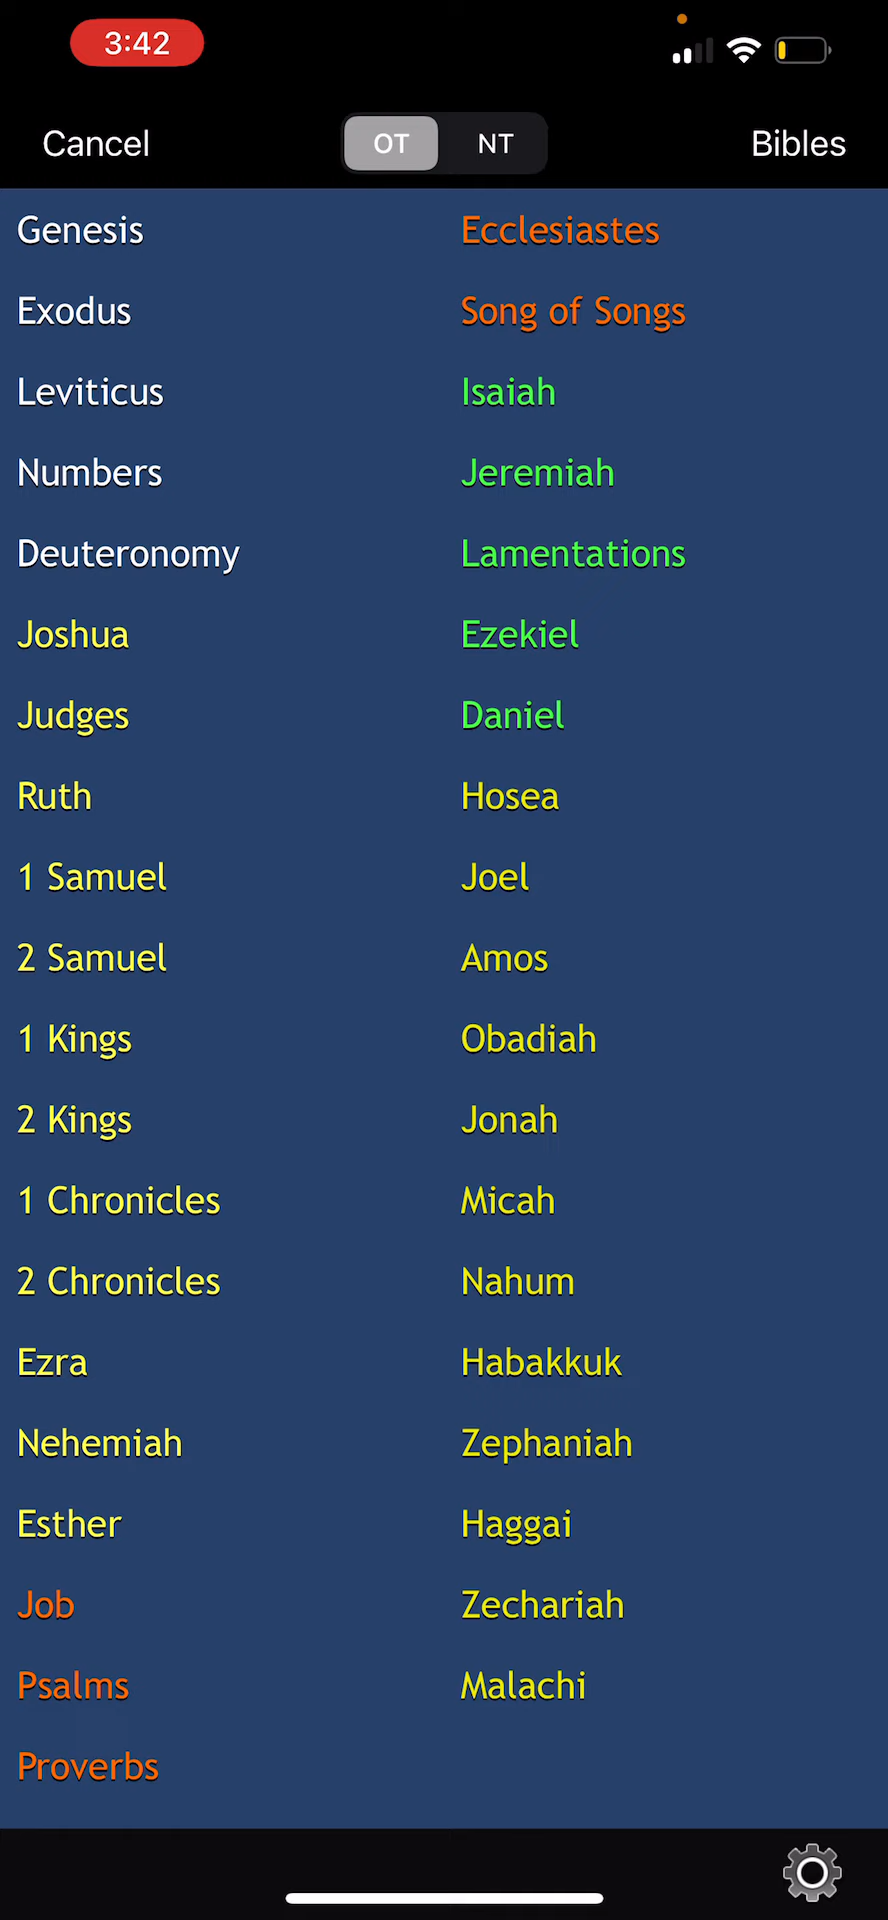 3:42
Cancel
OT
NT
Bibles
Genesis
Exodus
Leviticus
Numbers
Deuteronomy
Joshua
Judges
Ruth
1 Samuel
2 Samuel
1 Kings
2 Kings
1 Chronicles
2 Chronicles
Ezra
Nehemiah
Esther
Job
Psalms
Proverbs
Ecclesiastes
Song of Songs
Isaiah
Jeremiah
Lamentations
Ezekiel
Daniel
Hosea
Joel
Amos
Obadiah
Jonah
Micah
Nahum
Habakkuk
Zephaniah
Haggai
Zechariah
Malachi